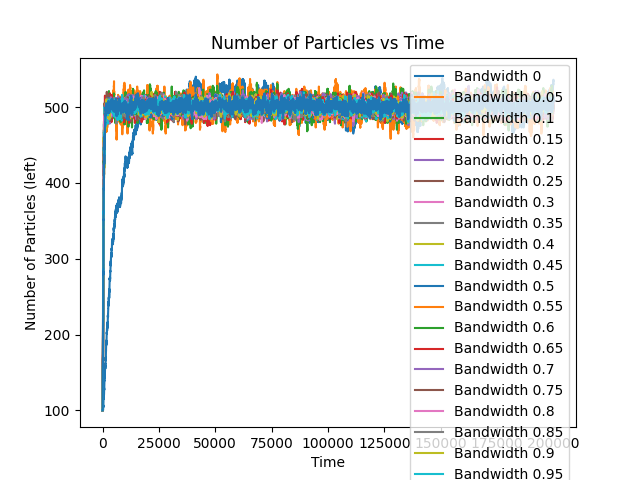 Number of Particles vs Time
Number of Particles (left)
500
400
300
200
100
0
25000
50000
75000
100000
125000
150000
175000
200000
Time
Bandwidth 0
Bandwidth 0.05
Bandwidth 0.1
Bandwidth 0.15
Bandwidth 0.2
Bandwidth 0.25
Bandwidth 0.3
Bandwidth 0.35
Bandwidth 0.4
Bandwidth 0.45
Bandwidth 0.5
Bandwidth 0.55
Bandwidth 0.6
Bandwidth 0.65
Bandwidth 0.7
Bandwidth 0.75
Bandwidth 0.8
Bandwidth 0.85
Bandwidth 0.9
Bandwidth 0.95